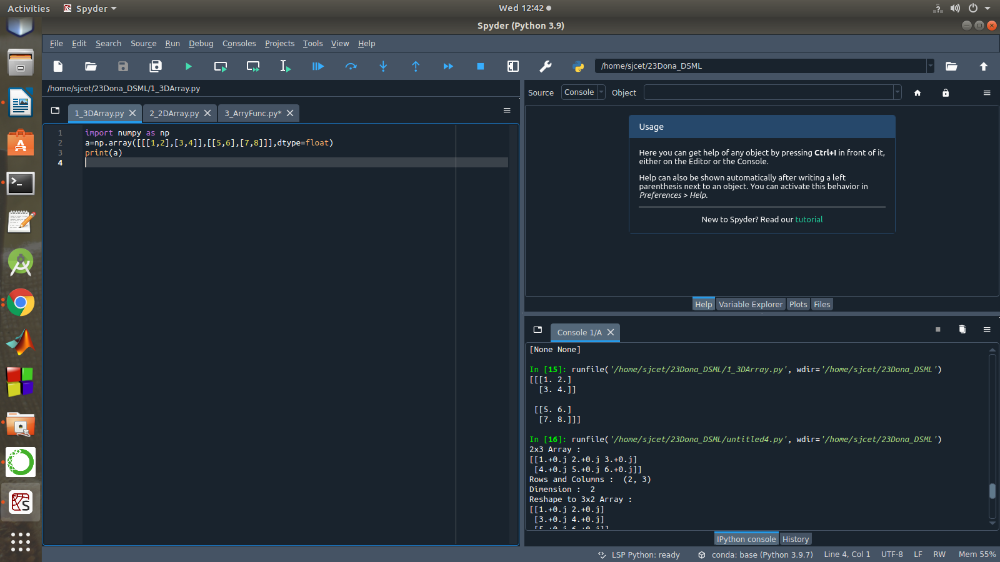 Activities Spyder Wed 12:42
Spyder (Python 3.9)
File Edit Search Source Run Debug Consoles Projects Tools View Help
/home/sjcet/23Dona_DSML
/home/sjcet/23Dona_DSML/1_3DArray.py
1_3DArray.py 2_2DArray.py 3_ArryFunc.py*
1 import numpy as np
2 a=np.array([[[1,2],[3,4]],[[5,6],[7,8]]],dtype=float)
3 print(a)
4
Source Console Object
Usage
Here you can get help of any object by pressing Ctrl+I in front of it,
either on the Editor or the Console.
Help can also be shown automatically after writing a left
parenthesis next to an object. You can activate this behavior in
Preferences > Help.
New to Spyder? Read our tutorial
Help Variable Explorer Plots Files
Console 1/A
[None None]
In [15]: runfile('/home/sjcet/23Dona_DSML/1_3DArray.py', wdir='/home/sjcet/23Dona_DSML')
[[[1. 2.]
[3. 4.]]
[[5. 6.]
[7. 8.]]]
In [16]: runfile('/home/sjcet/23Dona_DSML/untitled4.py', wdir='/home/sjcet/23Dona_DSML')
2x3 Array :
[[1.+0.j 2.+0.j 3.+0.j]
[4.+0.j 5.+0.j 6.+0.j]]
Rows and Columns :  (2, 3)
Dimension :  2
Reshape to 3x2 Array :
[[1.+0.j 2.+0.j]
[3.+0.j 4.+0.j]
[5.+0.j 6.+0.j]]
IPython console History
LSP Python: ready conda: base (Python 3.9.7) Line 4, Col 1 UTF-8 LF RW Mem 55%